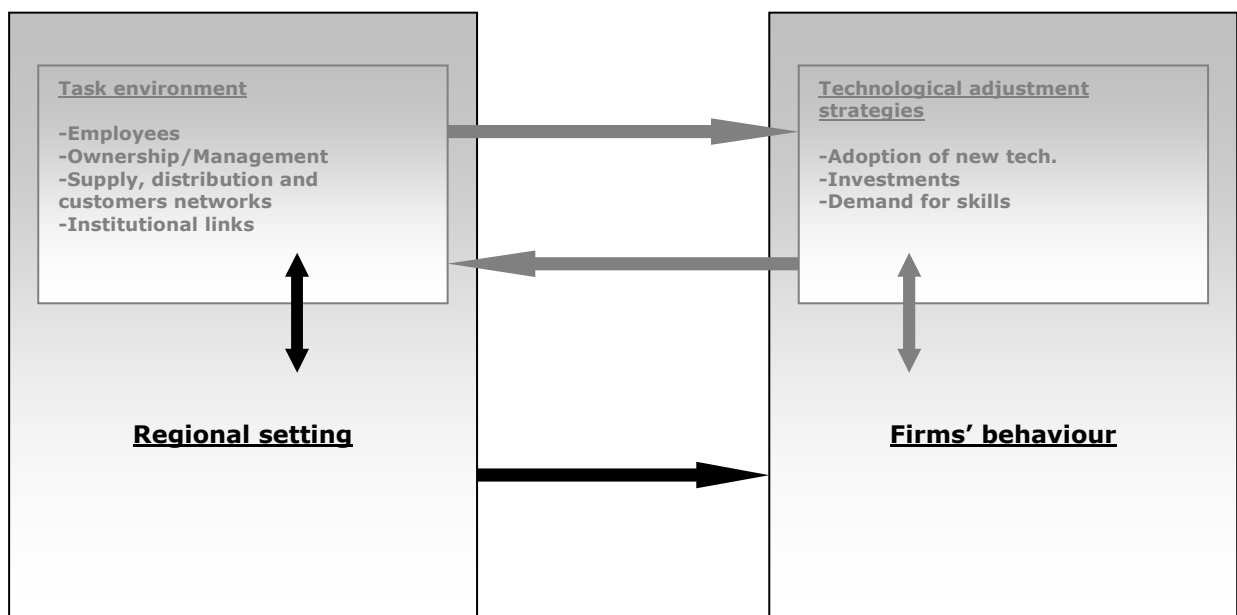 Task environment
-Employees
-Ownership/Management
-Supply, distribution and
customers networks
-Institutional links
Technological adjustment
strategies
-Adoption of new tech.
-Investments
-Demand for skills
Regional setting
Firms’ behaviour